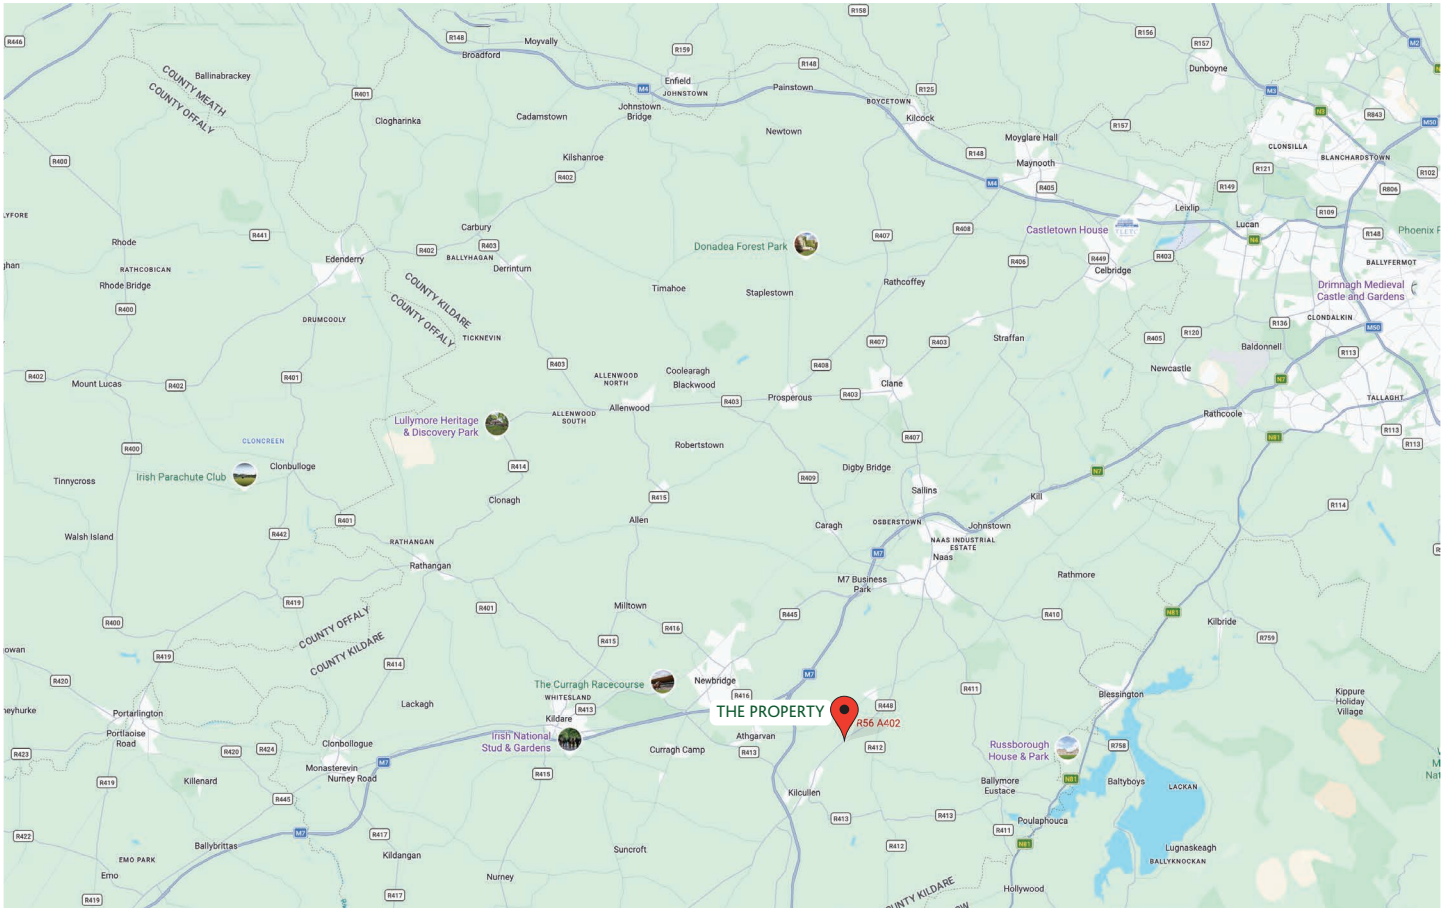 R158
R446
R148
Moyvally
R159
R156
R157
M2
Broadford
R148
Dunboyne
Ballinabrackey
COUNTY MEATH
COUNTY OFFALY
R401
M4
Enfield
JOHNSTOWN
Painstown
R125
M3
Johnstown
Bridge
BOYCETOWN
Kilcock
N3
R843
M50
Clogharinka
Cadamstown
Newtown
R157
Moyglare Hall
CLONSILLA
BLANCHARDSTOWN
R400
Kilshanroe
R148
Maynooth
R121
R102
R402
M4
R405
R149
R806
LYFORE
Leixlip
R109
Carbury
R408
Castletown House
Lucan
R148
Phoenix P
Rhode
R441
R402
R403
Donadea Forest Park
R407
N4
ghan
RATHCOBICAN
Edenderry
BALLYHAGAN
Derrinturn
R406
R449
R403
Celbridge
BALLYFERMOT
Rhode Bridge
COUNTY KILDARE
COUNTY OFFALY
Timahoe
Staplestown
Rathcoffey
Drimnagh Medieval
Castle and Gardens
R400
DRUMCOOLY
TICKNEVIN
R136
CLONDALKIN
M50
R407
R403
Straffan
R405
R120
Baldonnell
R113
R402
Mount Lucas
R402
R401
R403
ALLENWOOD
NORTH
Coolearagh
Blackwood
R408
Clane
Newcastle
N7
Allenwood
R403
Prosperous
R403
TALLAGHT
Lullymore Heritage
& Discovery Park
ALLENWOOD
SOUTH
Rathcoole
R113
R113
R400
CLONCREEN
Robertstown
R407
N81
Irish Parachute Club
Clonbulloge
R414
Digby Bridge
N7
Tinnycross
R409
Sallins
Clonagh
R415
Kill
R114
Walsh Island
R442
R401
Allen
Caragh
OSBERSTOWN
Johnstown
RATHANGAN
M7
NAAS INDUSTRIAL
ESTATE
Naas
Rathangan
M7 Business
Park
Rathmore
R419
R401
Milltown
R445
R410
N81
R400
COUNTY OFFALY
COUNTY KILDARE
R416
Kilbride
R415
R759
owan
R419
R414
R420
The Curragh Racecourse
Newbridge
M7
R411
Blessington
Kippure
Holiday
Village
WHITESLAND
R416
R448
neyhurke
Portarlington
Lackagh
Kildare
R413
THE PROPERTY
R56 A402
Portlaoise
Road
Irish National
Stud & Gardens
Athgarvan
R412
Russborough
House & Park
R758
R423
R420
R424
Clonbollogue
Curragh Camp
R413
Monasterevin
M7
R415
Nurney Road
Killenard
R419
Kilcullen
Ballymore
Eustace
N81
Baltyboys
LACKAN
R445
R422
M7
R417
R413
R413
R411
Poulaphouca
Ballybrittas
Kildangan
Suncroft
R412
N81
Lugnaskeagh
EMO PARK
BALLYKNOCKAN
Emo
Nurney
COUNTY KILDARE
Hollywood
R419
R417